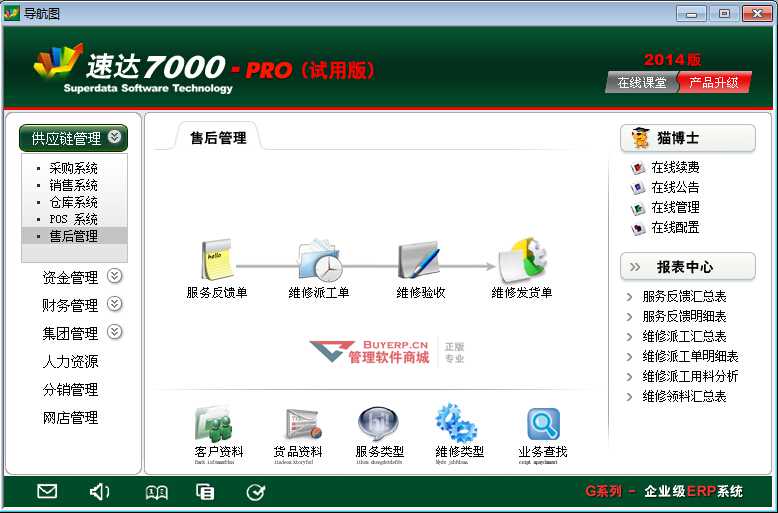 导航图
速达7000-PRO(试用版)
Superdata Software Technology
2014版
在线课堂
产品升级
供应链管理
采购系统
销售系统
仓库系统
POS 系统
售后管理
资金管理
财务管理
集团管理
人力资源
分销管理
网店管理
售后管理
hello
服务反馈单
维修派工单
维修验收
维修发货单
BUYERP.CN
管理软件商城
正版
专业
客户资料
货品资料
服务类型
维修类型
业务查找
猫博士
在线续费
在线公告
在线管理
在线配置
报表中心
服务反馈汇总表
服务反馈明细表
维修派工汇总表
维修派工单明细表
维修派工用料分析
维修领料汇总表
G系列 - 企业级ERP系统